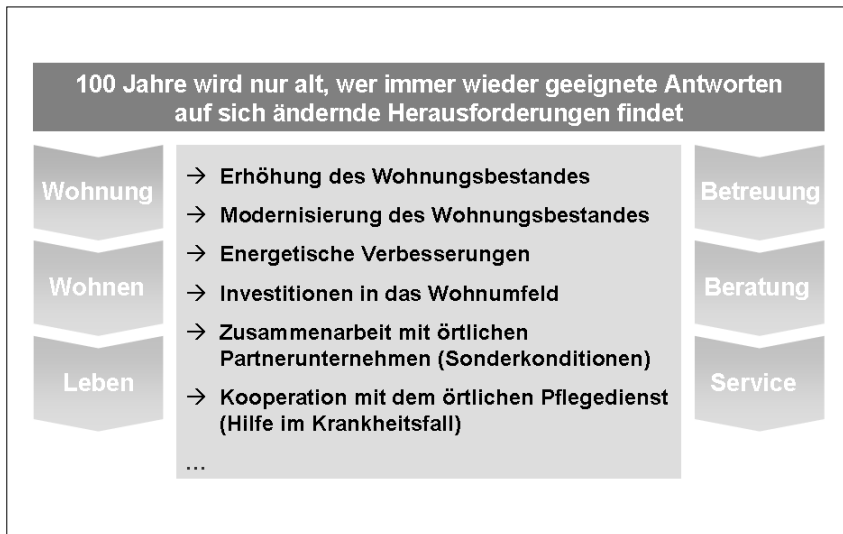 100 Jahre wird nur alt, wer immer wieder geeignete Antworten
auf sich ändernde Herausforderungen findet
Wohnung
Wohnen
Leben
→ Erhöhung des Wohnungsbestandes
→ Modernisierung des Wohnungsbestandes
→ Energetische Verbesserungen
→ Investitionen in das Wohnumfeld
→ Zusammenarbeit mit örtlichen
Partnerunternehmen (Sonderkonditionen)
→ Kooperation mit dem örtlichen Pflegedienst
(Hilfe im Krankheitsfall)
...
Betreuung
Beratung
Service